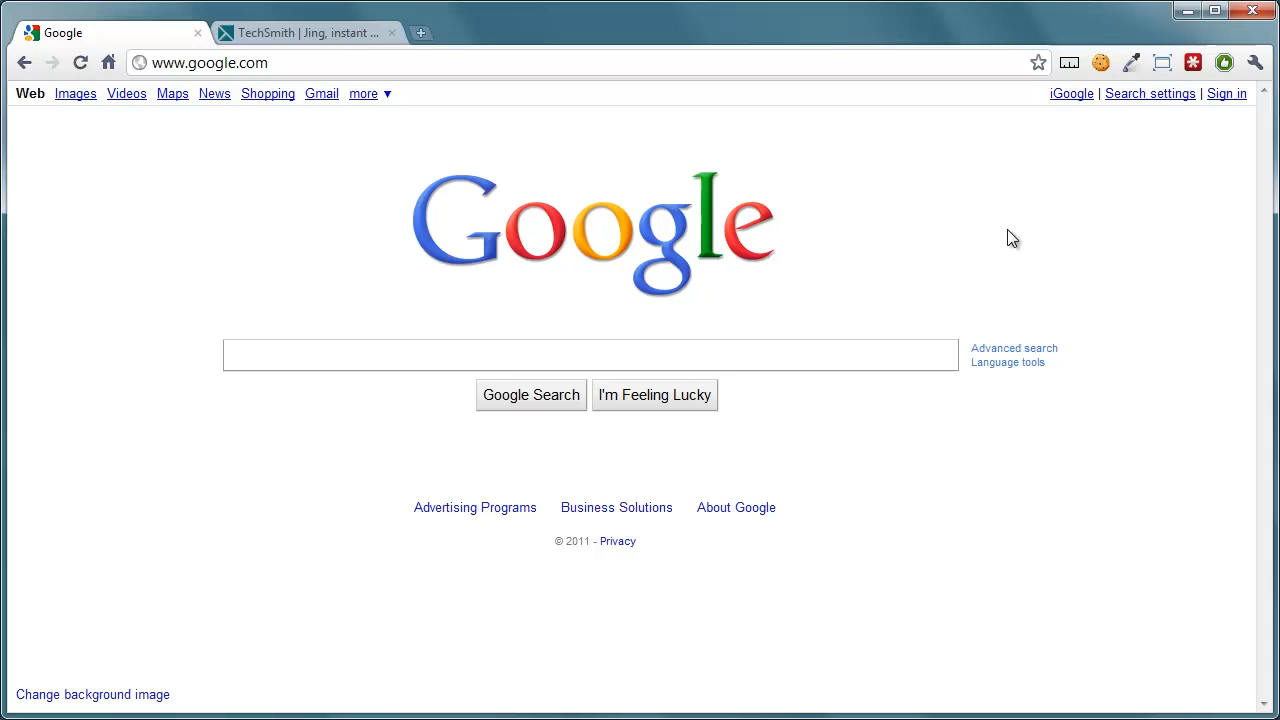 Google
TechSmith | Jing, instant ...
www.google.com
Web Images Videos Maps News Shopping Gmail more ▼ iGoogle | Search settings | Sign in
Google
Advanced search
Language tools
Google Search I'm Feeling Lucky
Advertising Programs Business Solutions About Google
© 2011 - Privacy
Change background image